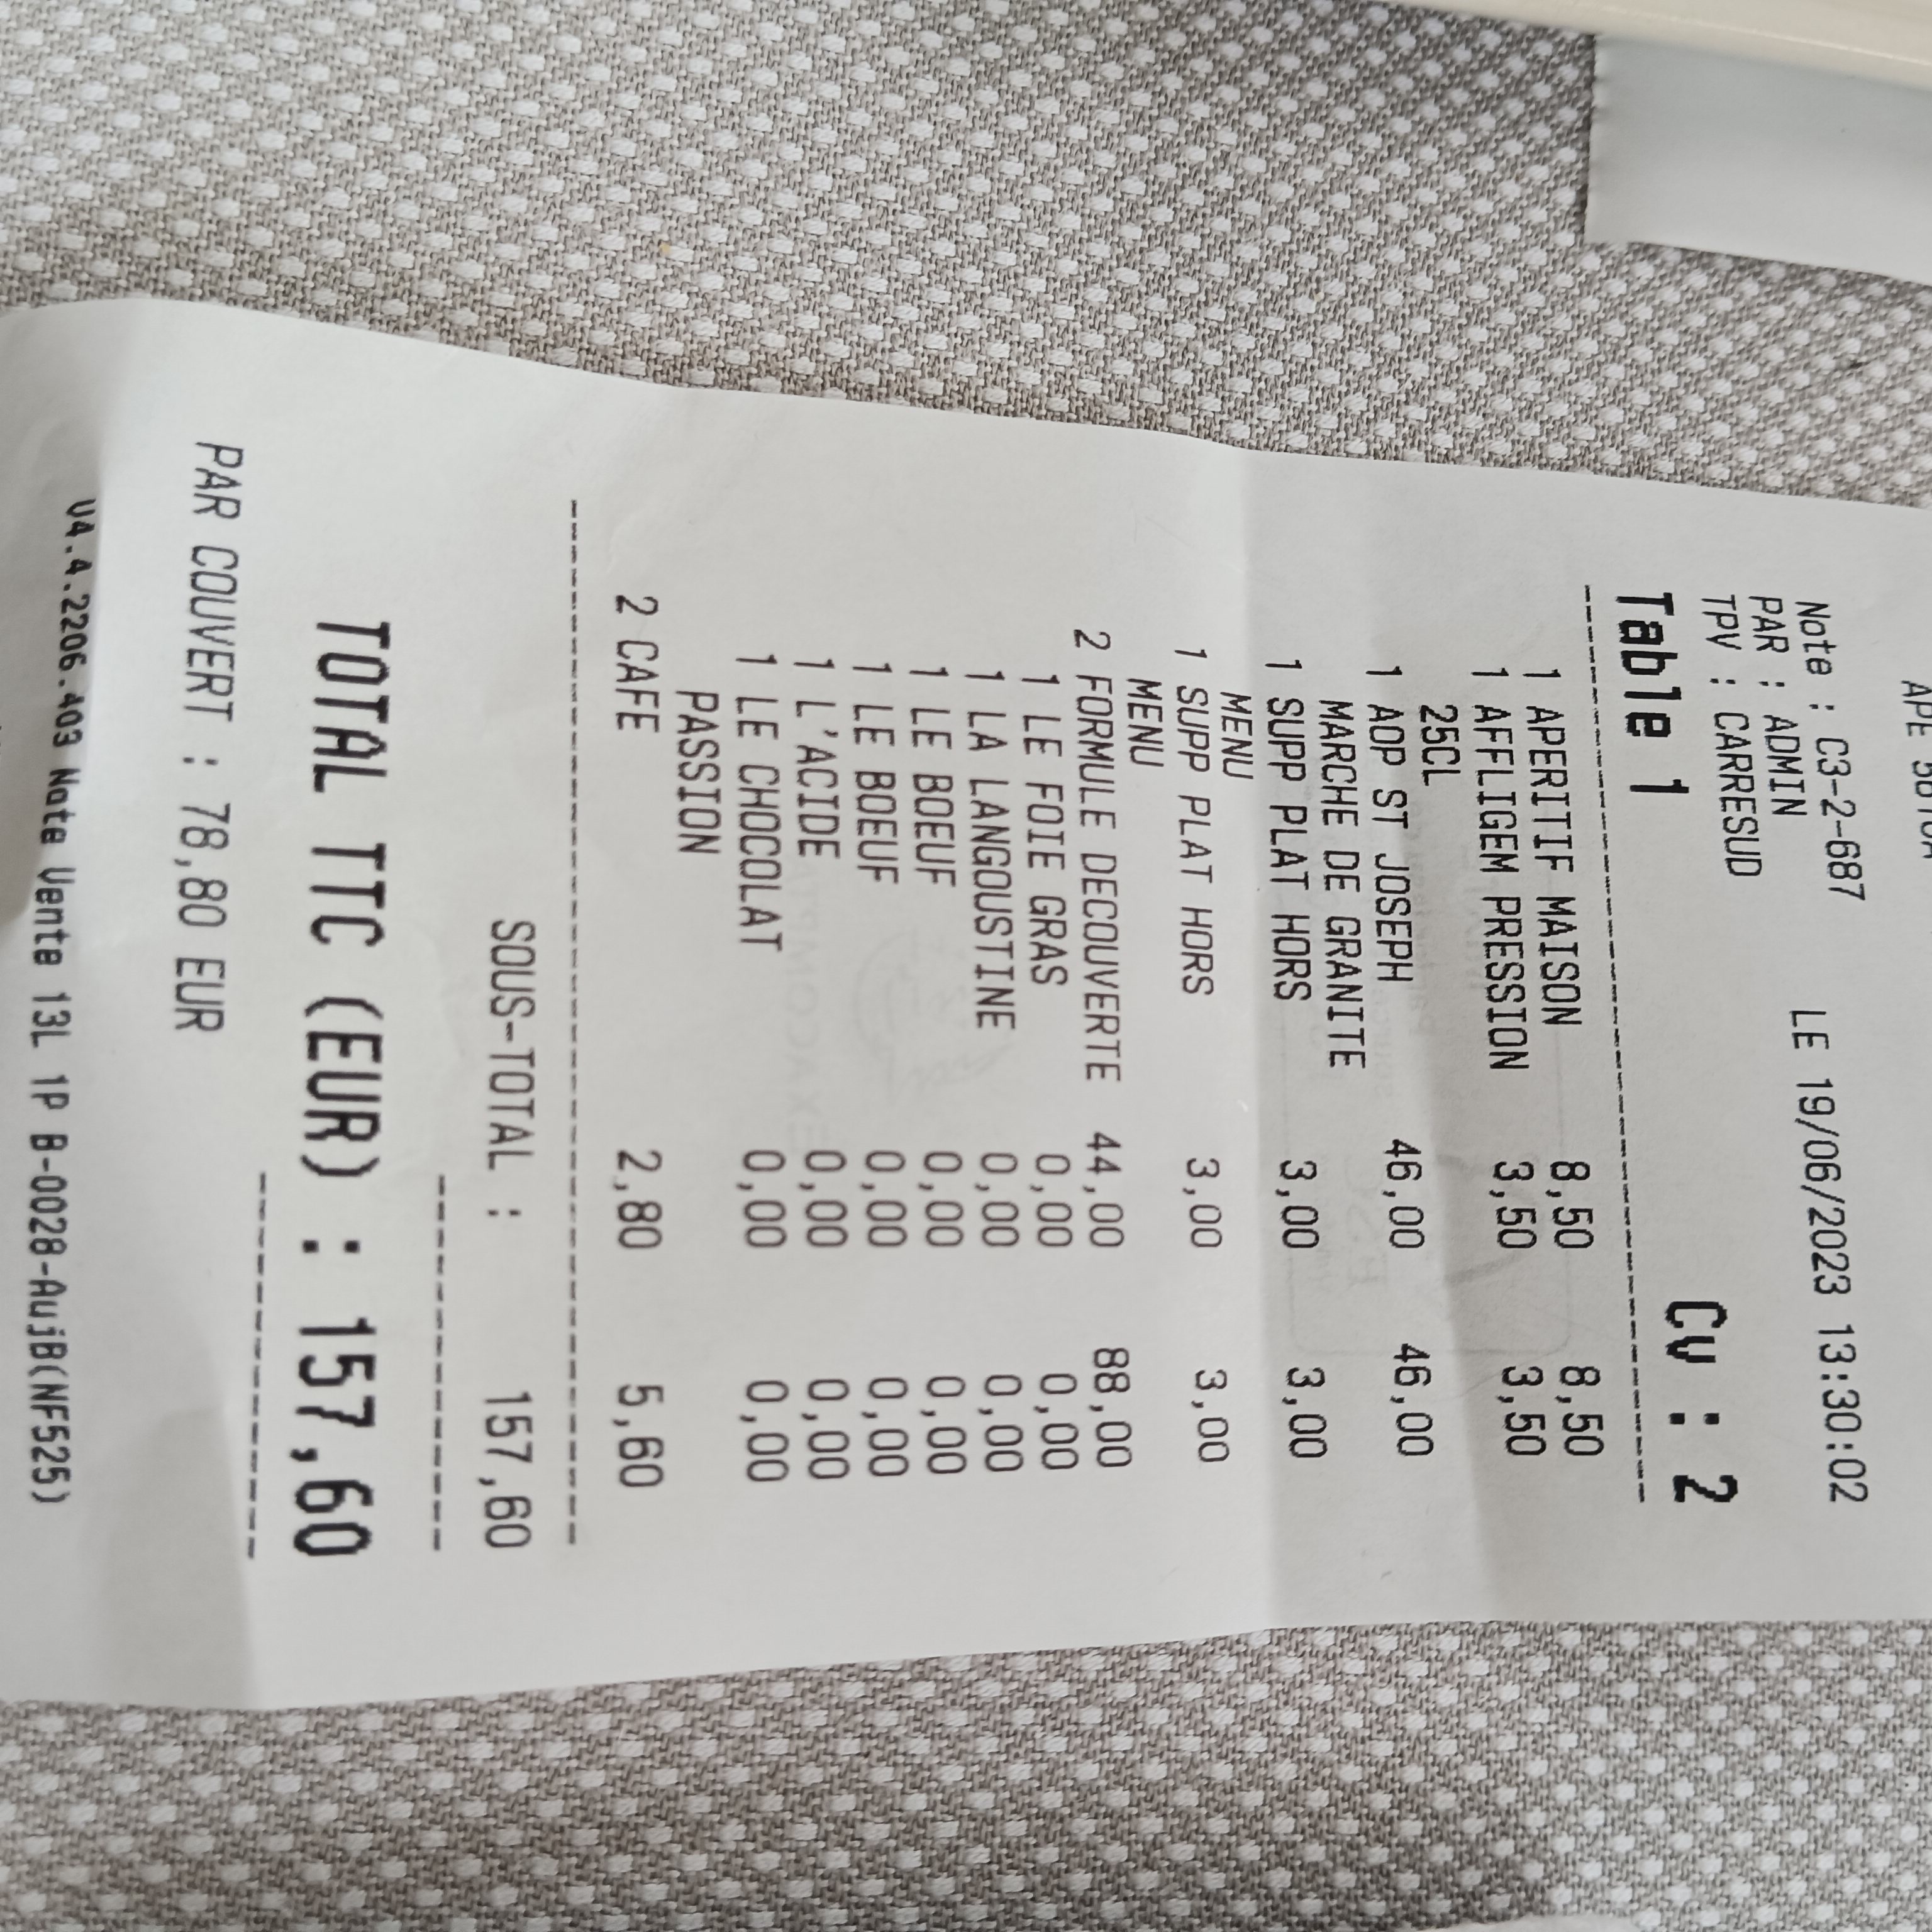 Note : C3-2-687 LE 19/06/2023 13:30:02
PAR : ADMIN
TPV : CARRESUD
Table 1 Cv : 2
1 APERITIF MAISON 8,50 8,50
1 AFFLIGEM PRESSION 3,50 3,50
25CL
1 AOP ST JOSEPH 46,00 46,00
MARCHE DE GRANITE
1 SUPP PLAT HORS 3,00 3,00
MENU
1 SUPP PLAT HORS 3,00 3,00
MENU
2 FORMULE DECOUVERTE 44,00 88,00
1 LE FOIE GRAS 0,00 0,00
1 LA LANGOUSTINE 0,00 0,00
1 LE BOEUF 0,00 0,00
1 LE BOEUF 0,00 0,00
1 L'ACIDE 0,00 0,00
1 LE CHOCOLAT 0,00 0,00
PASSION
2 CAFE 2,80 5,60
SOUS-TOTAL : 157,60
TOTAL TTC (EUR) : 157,60
PAR COUVERT : 78,80 EUR
V4.4.2206.403 Note Vente 13L 1P B-0028-AujB(NF525)